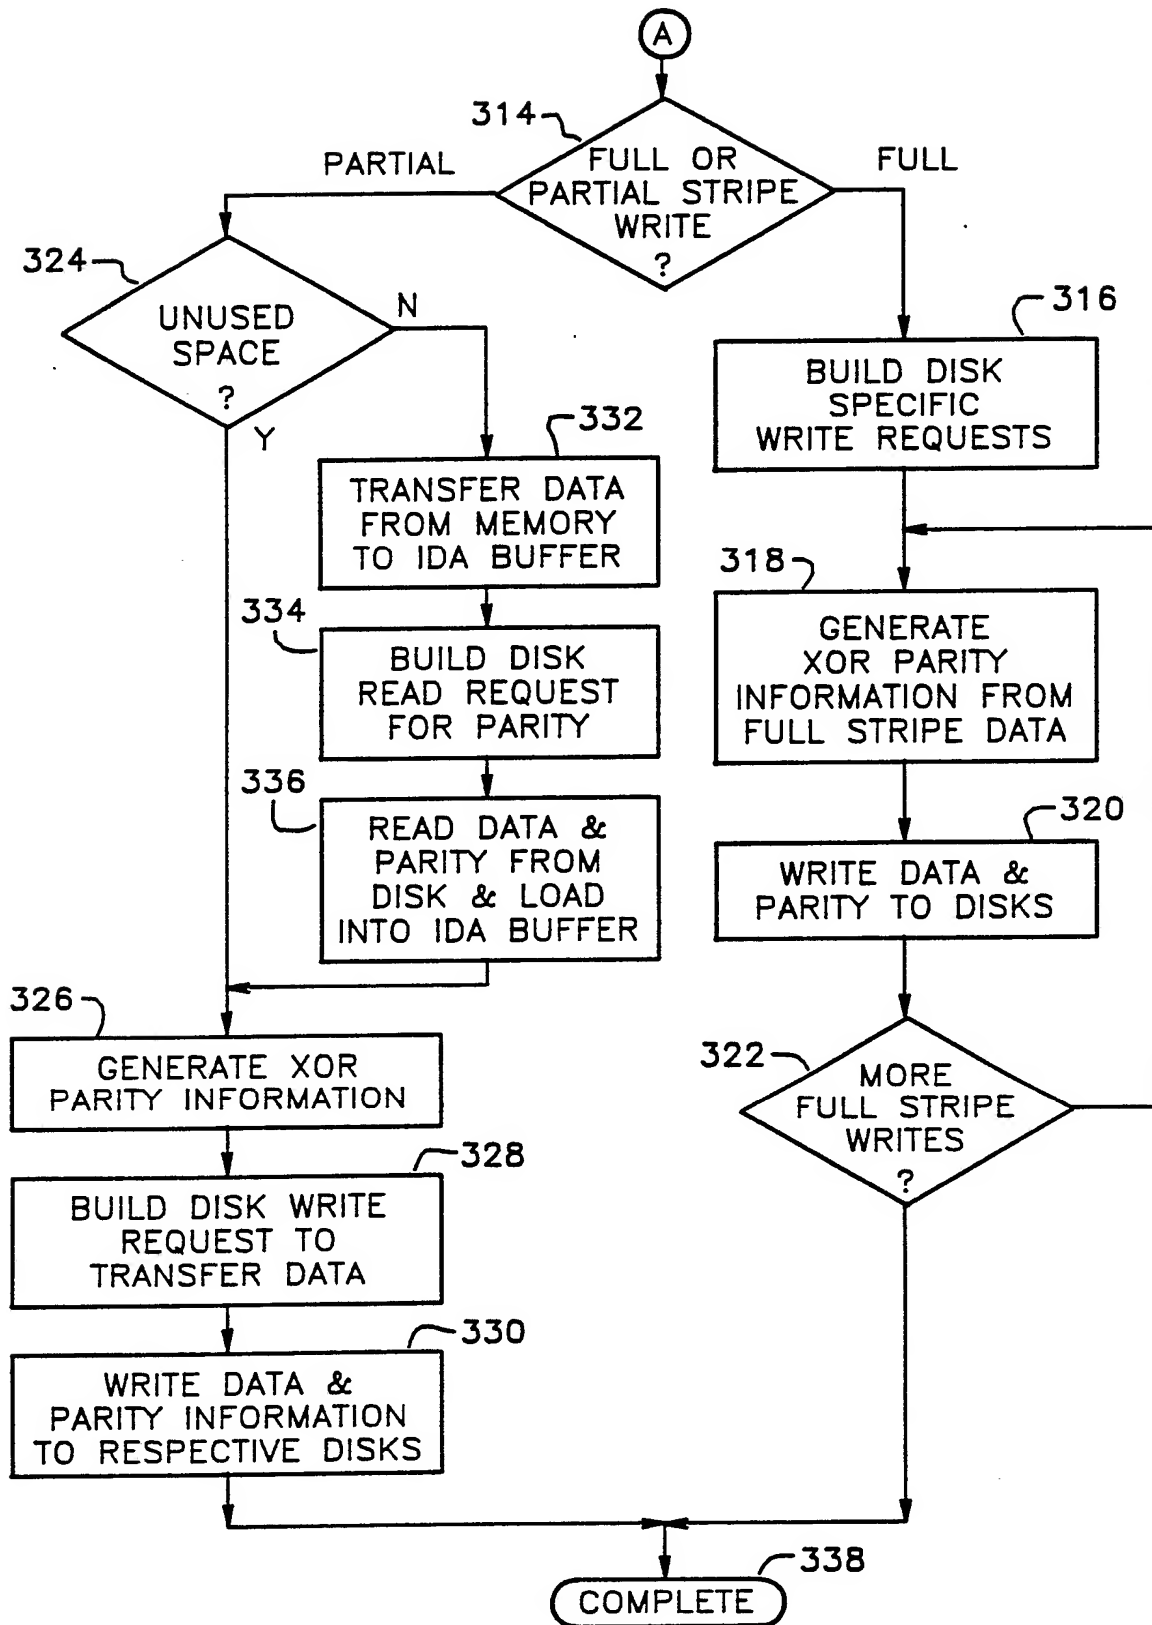 A
314
FULL OR
PARTIAL STRIPE
WRITE
?
PARTIAL
FULL
324
UNUSED
SPACE
?
N
Y
316
BUILD DISK
SPECIFIC
WRITE REQUESTS
332
TRANSFER DATA
FROM MEMORY
TO IDA BUFFER
318
GENERATE
XOR PARITY
INFORMATION FROM
FULL STRIPE DATA
334
BUILD DISK
READ REQUEST
FOR PARITY
336
READ DATA &
PARITY FROM
DISK & LOAD
INTO IDA BUFFER
320
WRITE DATA &
PARITY TO DISKS
326
GENERATE XOR
PARITY INFORMATION
322
MORE
FULL STRIPE
WRITES
?
328
BUILD DISK WRITE
REQUEST TO
TRANSFER DATA
330
WRITE DATA &
PARITY INFORMATION
TO RESPECTIVE DISKS
338
COMPLETE